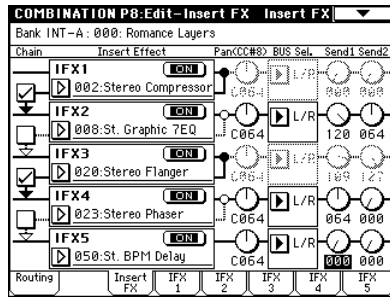 COMBINATION P8:Edit-Insert FX Insert FX
Bank INT-A: 000: Romance Layers
Chain Insert Effect Pan(CC#8) BUS Sel. Send1 Send2
IFX1 ON
002:Stereo Compressor C064 L/R 000 000
IFX2 ON
008:St. Graphic 7EQ C064 L/R 120 064
IFX3 ON
020:Stereo Flanger C064 L/R 127
IFX4 ON
023:Stereo Phaser C064 L/R 064 000
IFX5 ON
050:St. BPM Delay C064 L/R 000 000
Routing Insert FX IFX 1 IFX 2 IFX 3 IFX 4 IFX 5